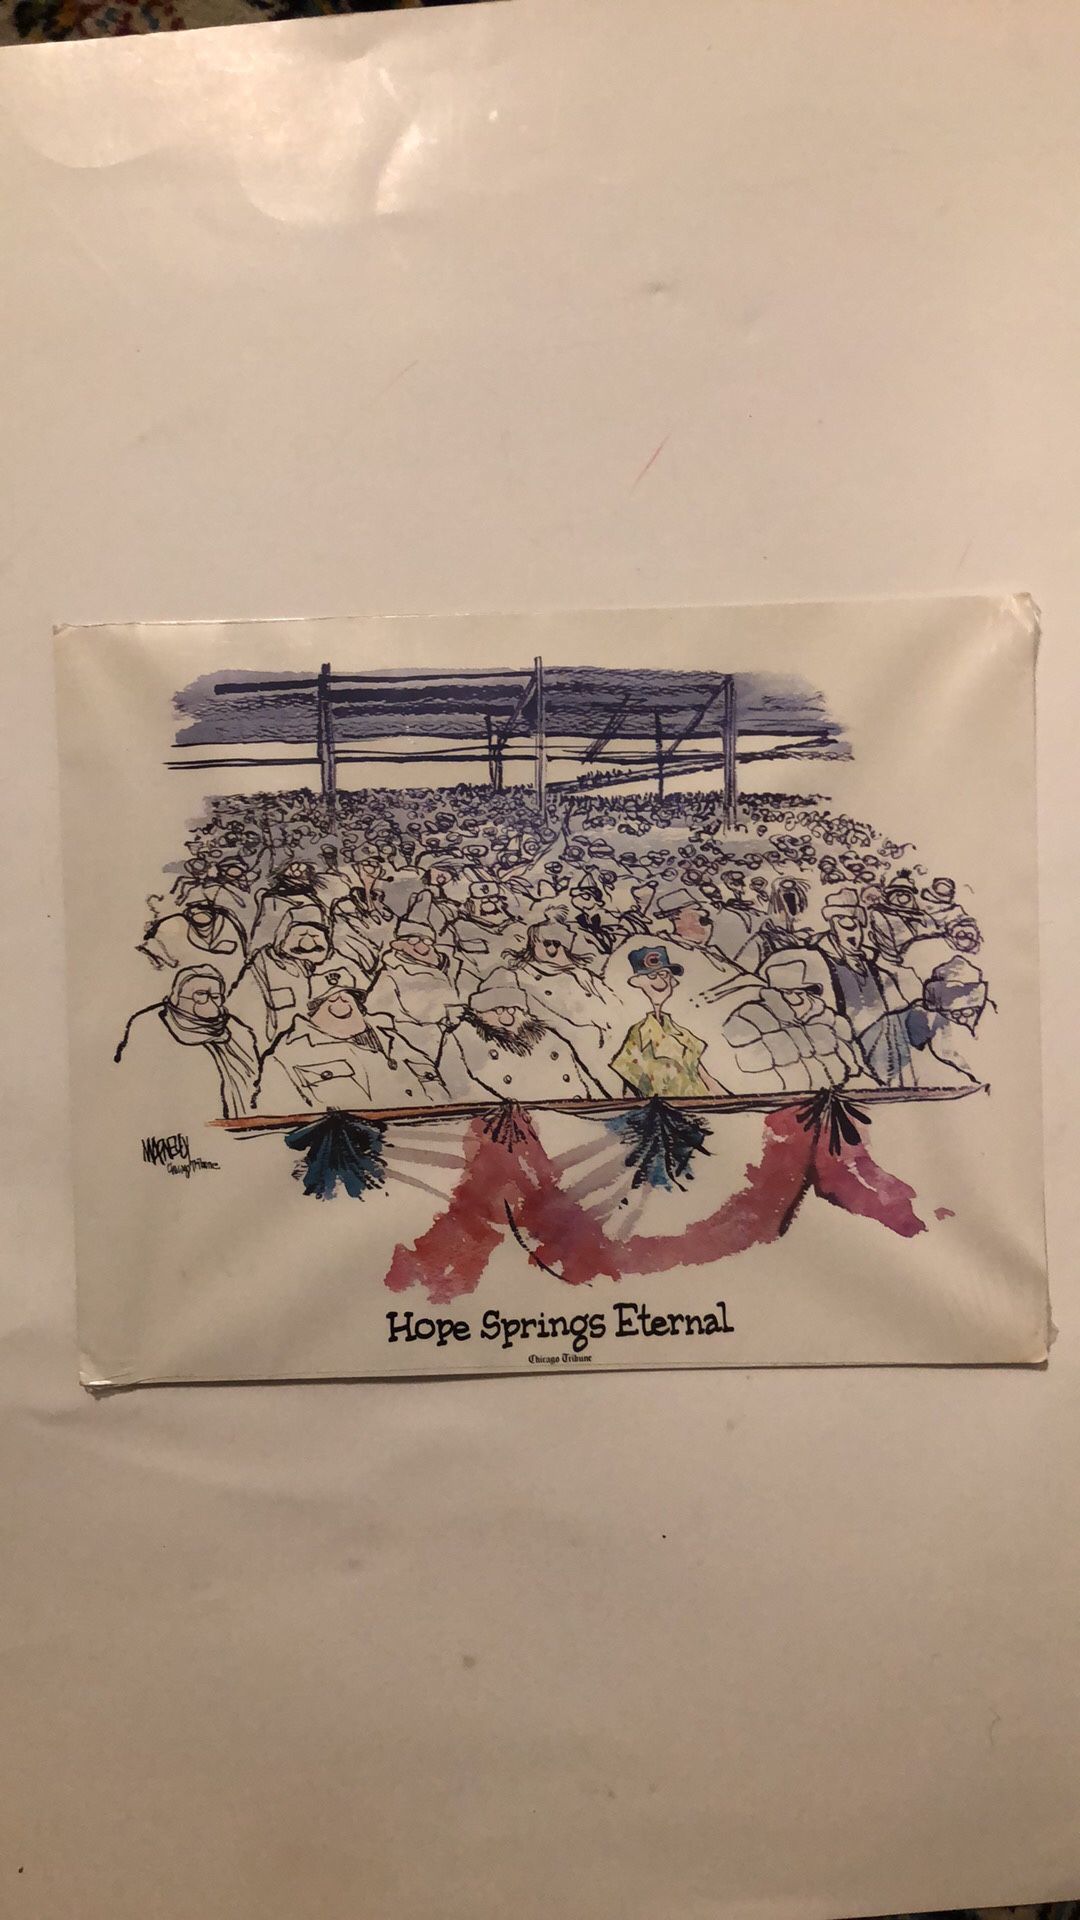 MACNELLY
Chicago Tribune
Hope Springs Eternal
Chicago Tribune